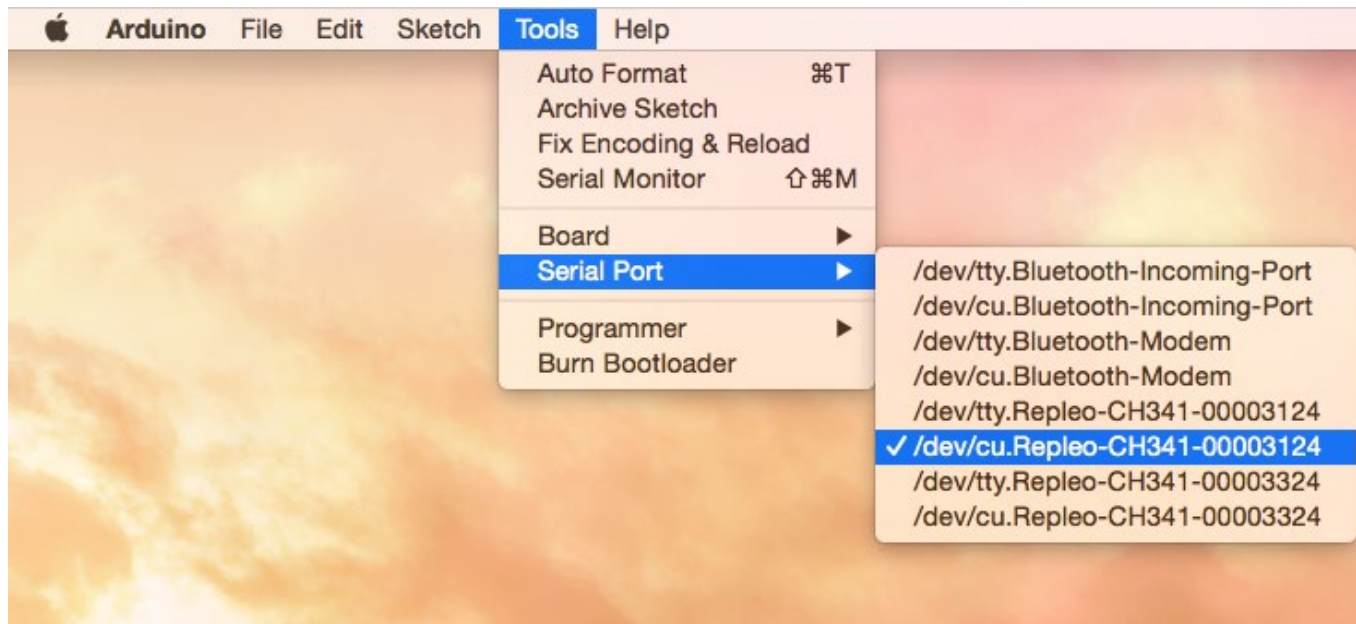 Arduino File Edit Sketch Tools Help
Auto Format ⌘T
Archive Sketch
Fix Encoding & Reload
Serial Monitor ⇧⌘M
Board ▶
Serial Port ▶
Programmer ▶
Burn Bootloader
/dev/tty.Bluetooth-Incoming-Port
/dev/cu.Bluetooth-Incoming-Port
/dev/tty.Bluetooth-Modem
/dev/cu.Bluetooth-Modem
/dev/tty.Repleo-CH341-00003124
✓ /dev/cu.Repleo-CH341-00003124
/dev/tty.Repleo-CH341-00003324
/dev/cu.Repleo-CH341-00003324